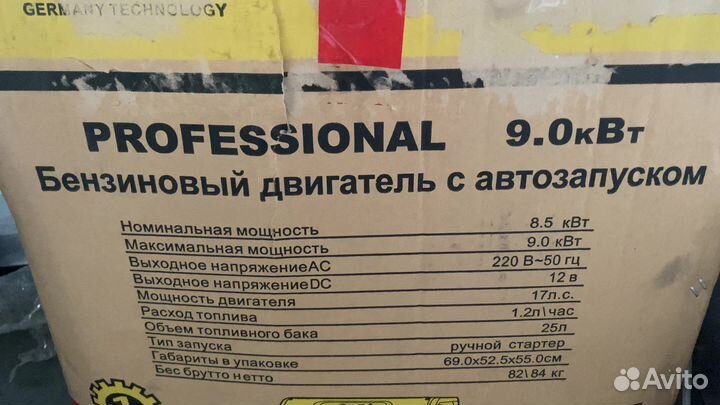 GERMANY TECHNOLOGY
PROFESSIONAL 9.0кВт
Бензиновый двигатель с автозапуском
Номинальная мощность 8.5 кВт
Максимальная мощность 9.0 кВт
Выходное напряжениеAC 220 В~50 гц
Выходное напряжениеDC 12 в
Мощность двигателя 17л.с.
Расход топлива 1.2л\час
Объем топливного бака 25л
Тип запуска ручной стартер
Габариты в упаковке 69.0x52.5x55.0см
Бес брутто нетто 82\84 кг
Avito